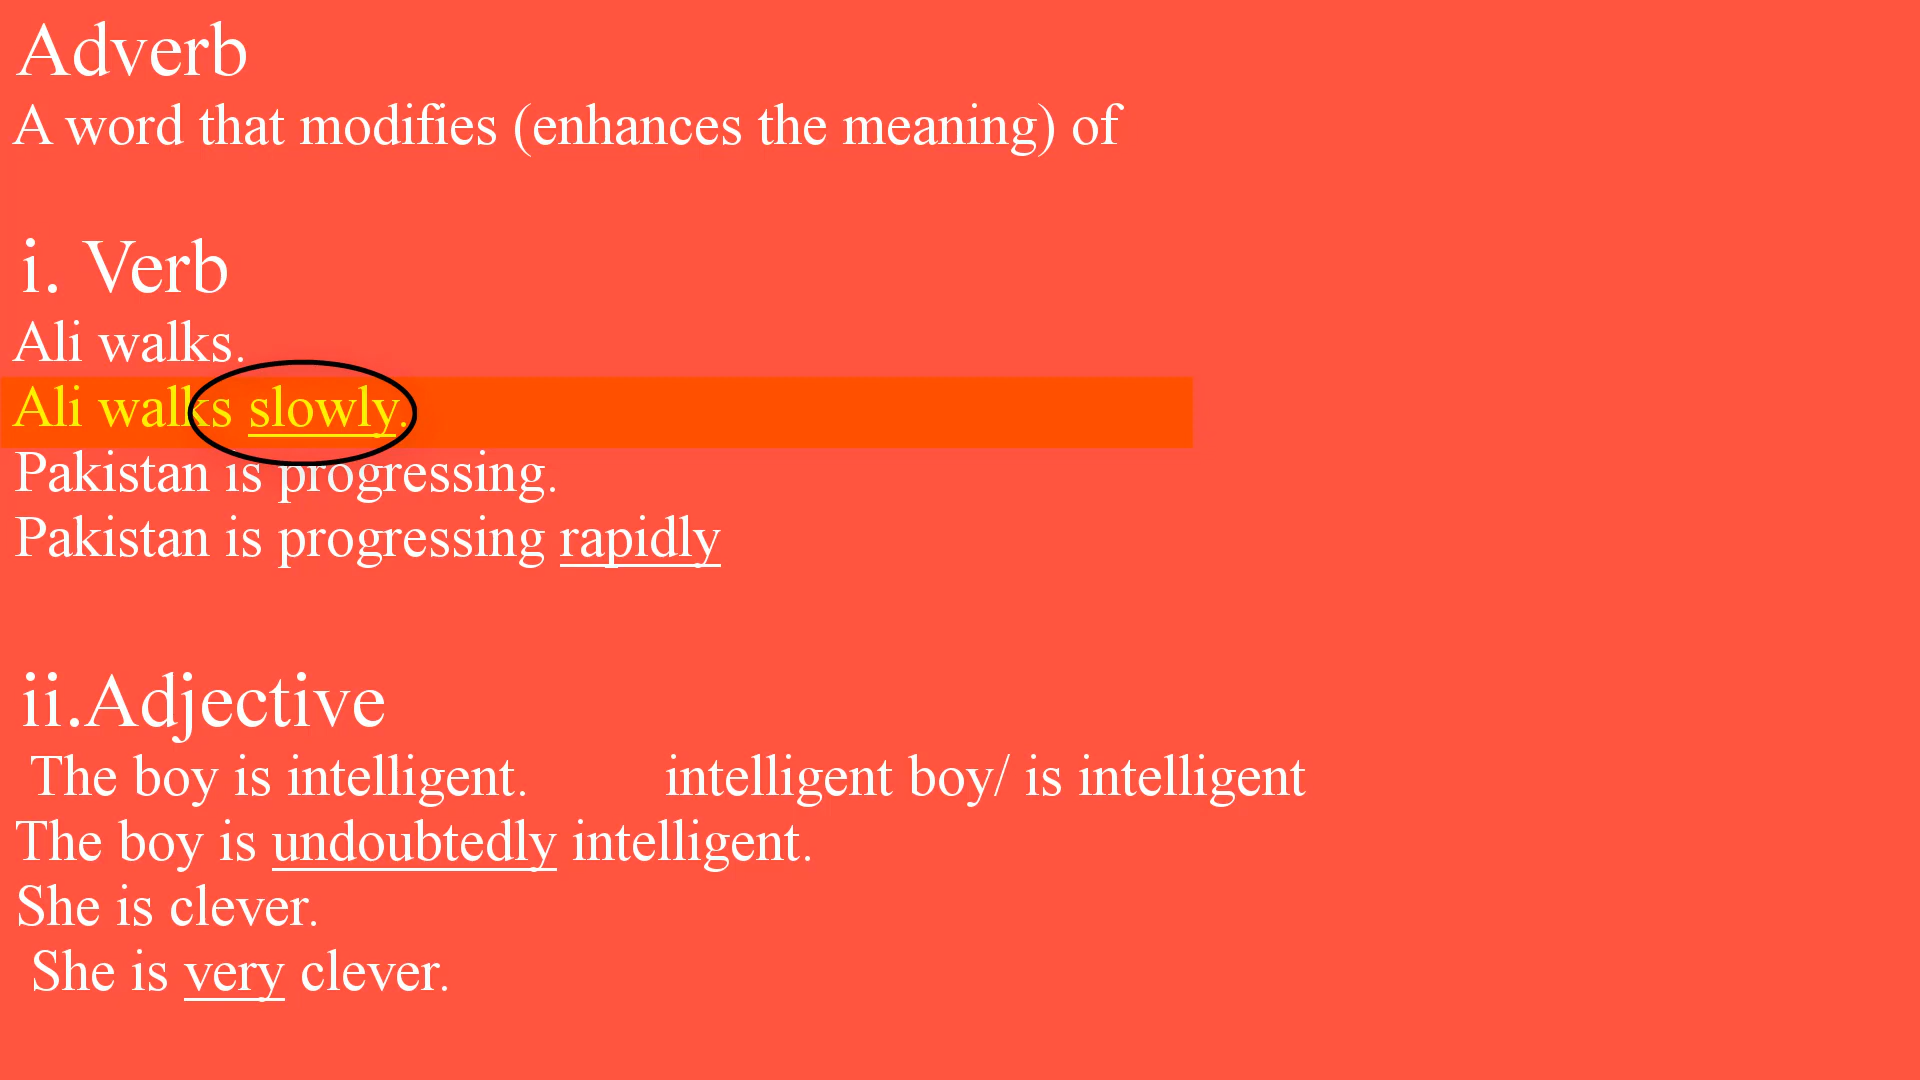 Adverb
A word that modifies (enhances the meaning) of
i. Verb
Ali walks.
Ali walks slowly.
Pakistan is progressing.
Pakistan is progressing rapidly
ii.Adjective
The boy is intelligent. intelligent boy/ is intelligent
The boy is undoubtedly intelligent.
She is clever.
She is very clever.